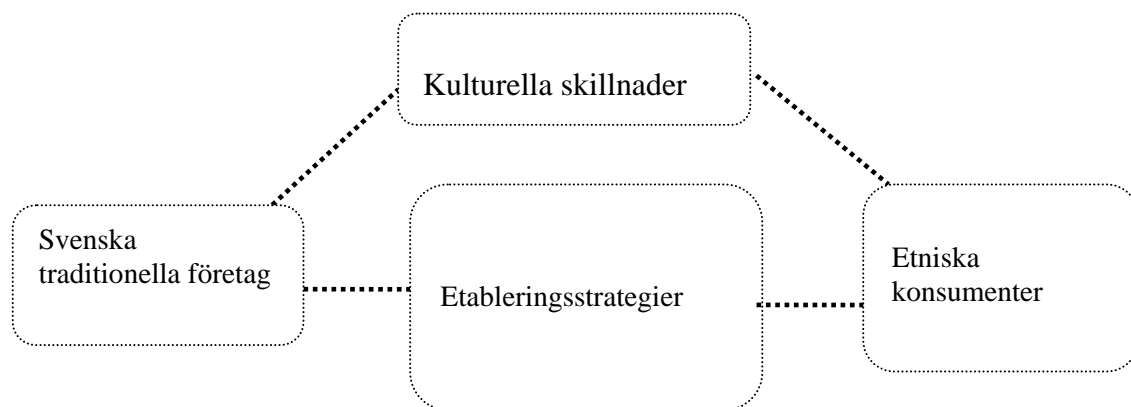 Kulturella skillnader
Svenska
traditionella företag
Etableringsstrategier
Etniska
konsumenter